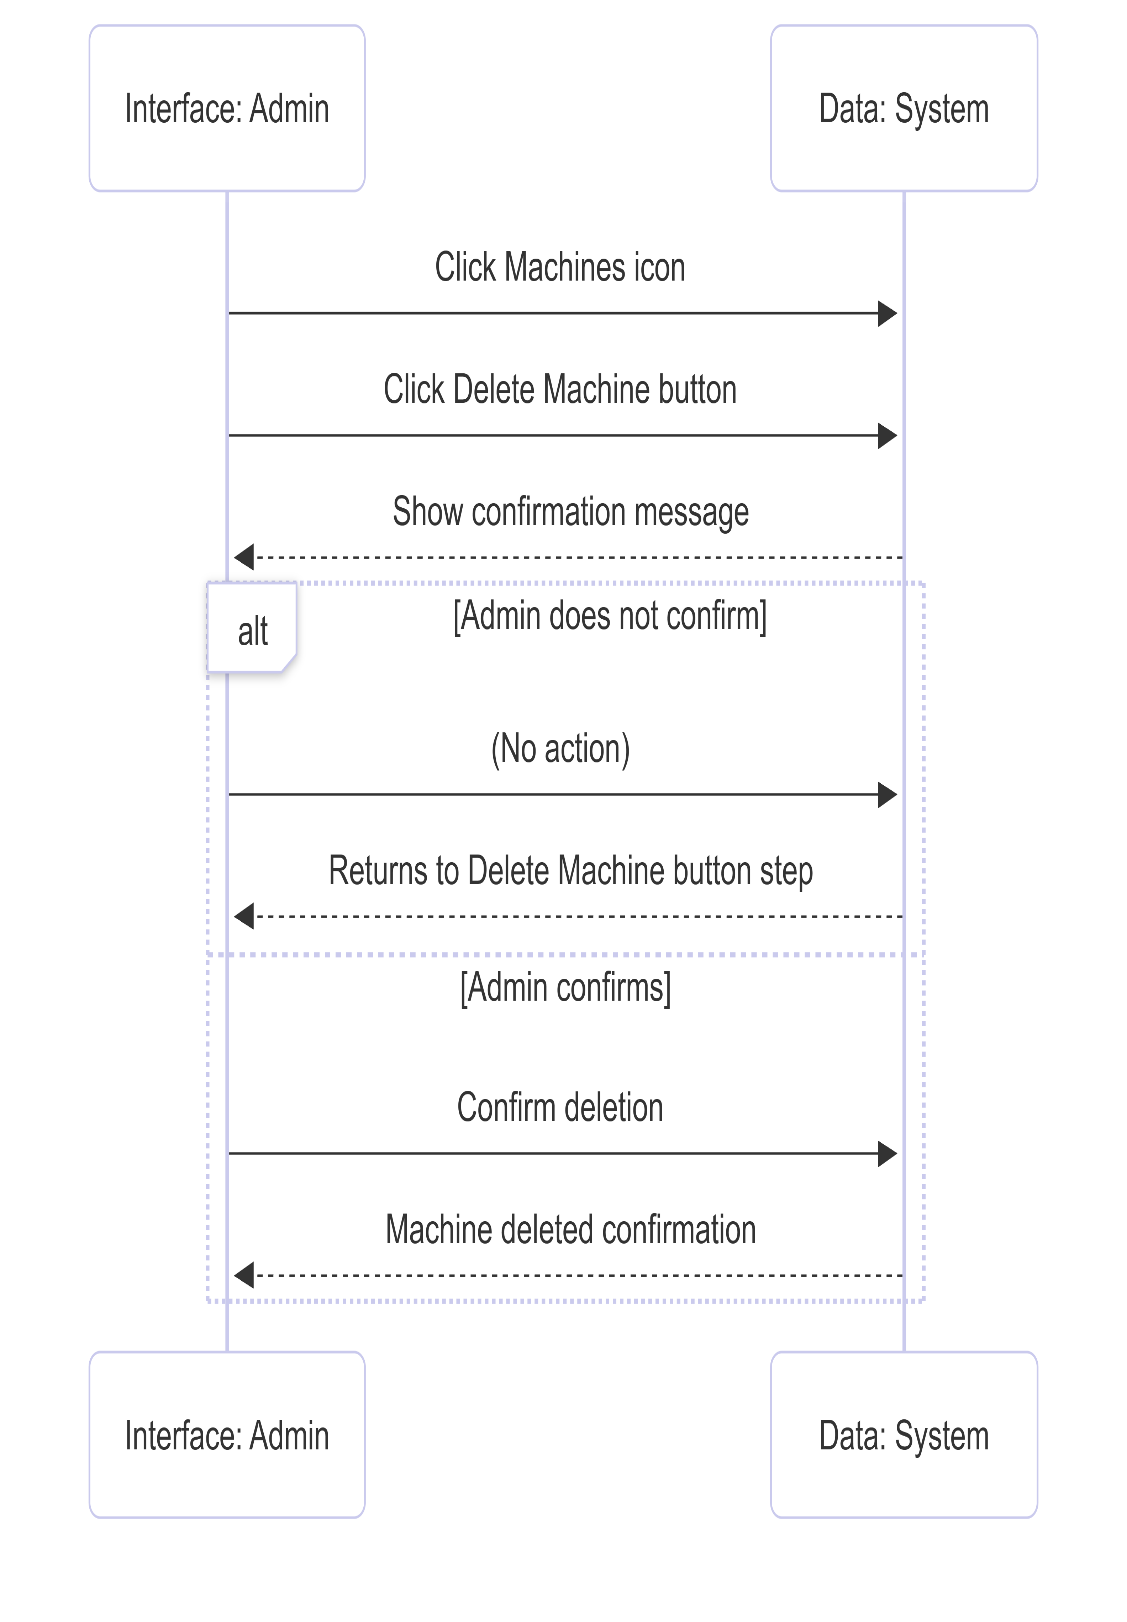 Interface: Admin
Data: System
Click Machines icon
Click Delete Machine button
Show confirmation message
alt
[Admin does not confirm]
(No action)
Returns to Delete Machine button step
[Admin confirms]
Confirm deletion
Machine deleted confirmation
Interface: Admin
Data: System